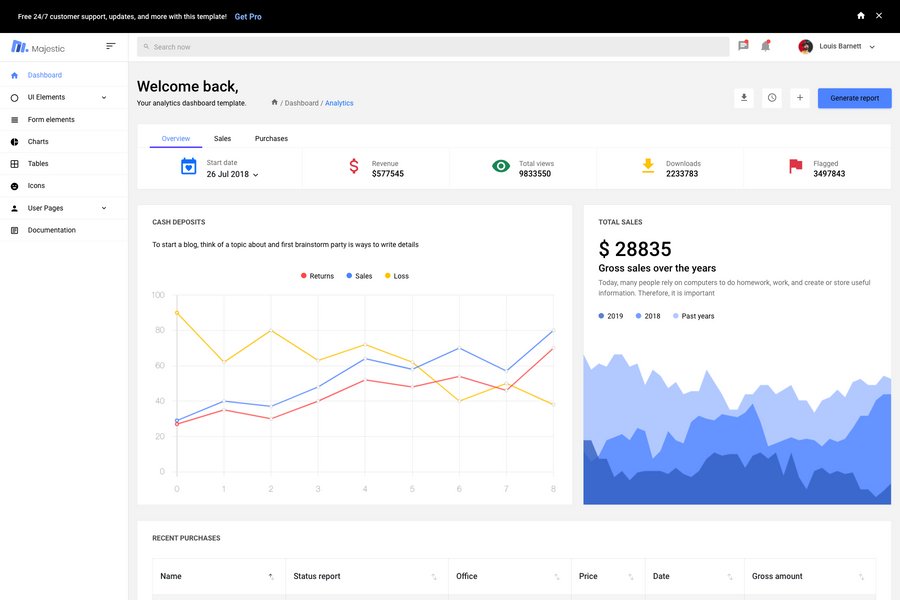 Free 24/7 customer support, updates, and more with this template! Get Pro
Majestic
Search now
Louis Barnett
Dashboard
UI Elements
Form elements
Charts
Tables
Icons
User Pages
Documentation
Welcome back,
Your analytics dashboard template.
/ Dashboard / Analytics
Generate report
Overview Sales Purchases
Start date
26 Jul 2018
Revenue
$577545
Total views
9833550
Downloads
2233783
Flagged
3497843
CASH DEPOSITS
To start a blog, think of a topic about and first brainstorm party is ways to write details
Returns Sales Loss
100
80
60
40
20
0
0 1 2 3 4 5 6 7 8
TOTAL SALES
$ 28835
Gross sales over the years
Today, many people rely on computers to do homework, work, and create or store useful
information. Therefore, it is important
2019 2018 Past years
RECENT PURCHASES
Name Status report Office Price Date Gross amount